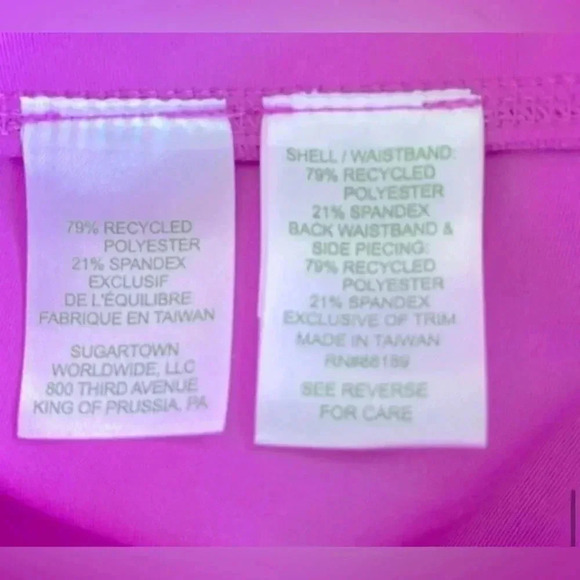 79% RECYCLED
POLYESTER
21% SPANDEX
EXCLUSIF
DE L'ÉQUILIBRE
FABRIQUE EN TAIWAN
SUGARTOWN
WORLDWIDE, LLC
800 THIRD AVENUE
KING OF PRUSSIA, PA
SHELL / WAISTBAND:
79% RECYCLED
POLYESTER
21% SPANDEX
BACK WAISTBAND &
SIDE PIECING:
79% RECYCLED
POLYESTER
21% SPANDEX
EXCLUSIVE OF TRIM
MADE IN TAIWAN
RN#88189
SEE REVERSE
FOR CARE